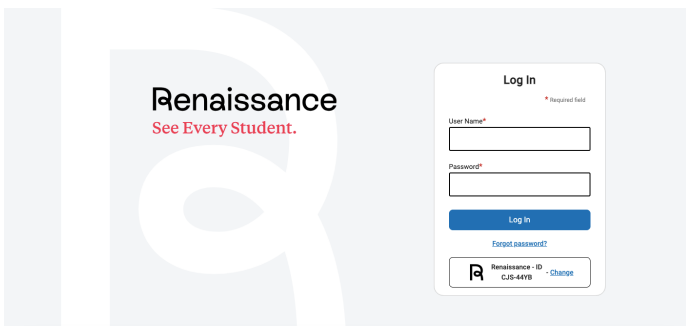 Renaissance
See Every Student.
Log In
* Required field
User Name*
Password*
Log In
Forgot password?
Renaissance - ID
CJS-44YB
- Change